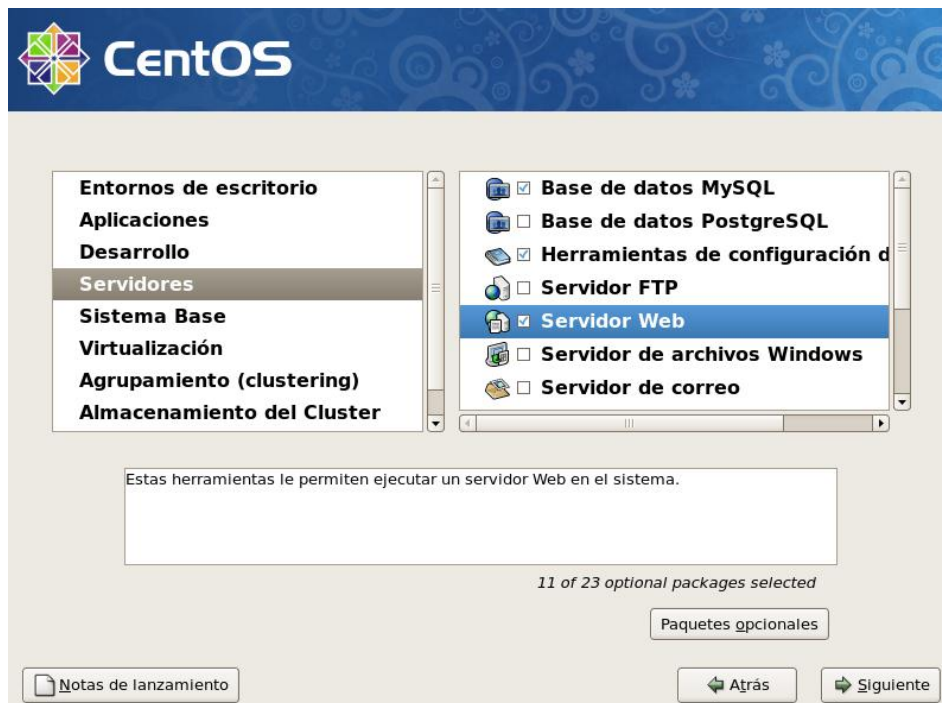 CentOS
Entornos de escritorio
Aplicaciones
Desarrollo
Servidores
Sistema Base
Virtualización
Agrupamiento (clustering)
Almacenamiento del Cluster
Base de datos MySQL
Base de datos PostgreSQL
Herramientas de configuración d
Servidor FTP
Servidor Web
Servidor de archivos Windows
Servidor de correo
Estas herramientas le permiten ejecutar un servidor Web en el sistema.
11 of 23 optional packages selected
Paquetes opcionales
Notas de lanzamiento
Atrás
Siguiente